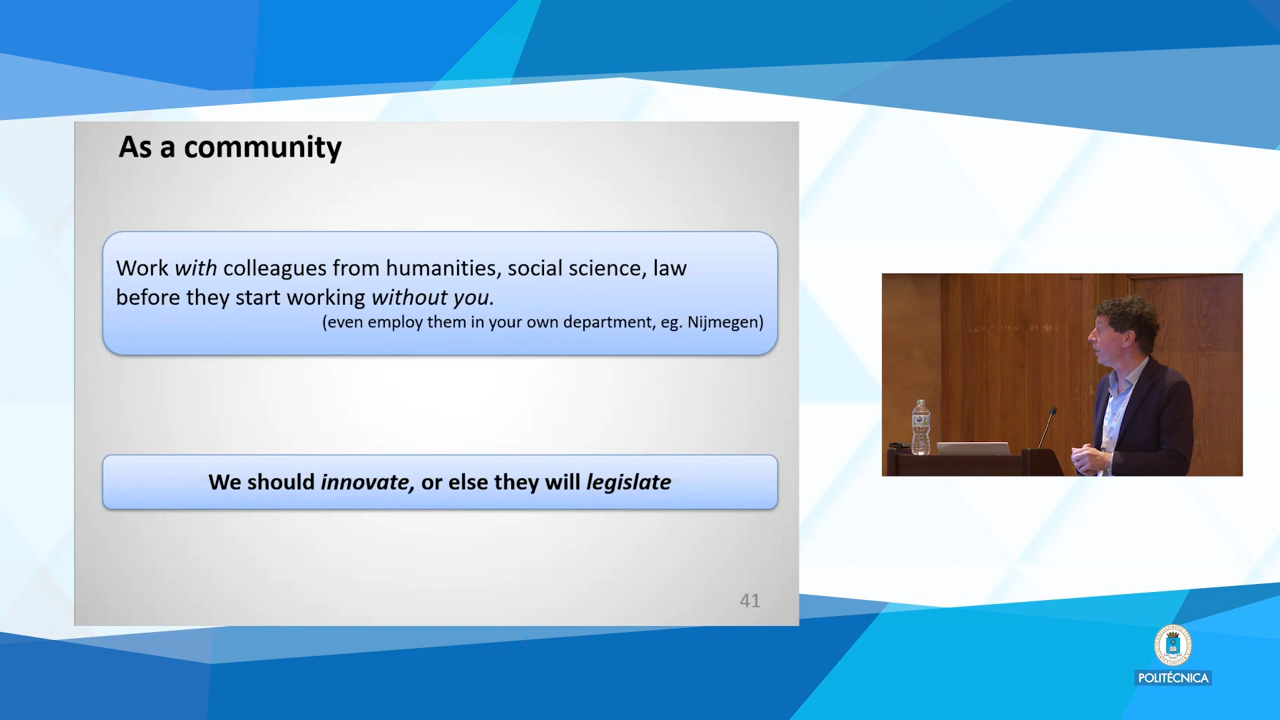 As a community
Work with colleagues from humanities, social science, law
before they start working without you.
(even employ them in your own department, eg. Nijmegen)
We should innovate, or else they will legislate
41
POLITÉCNICA